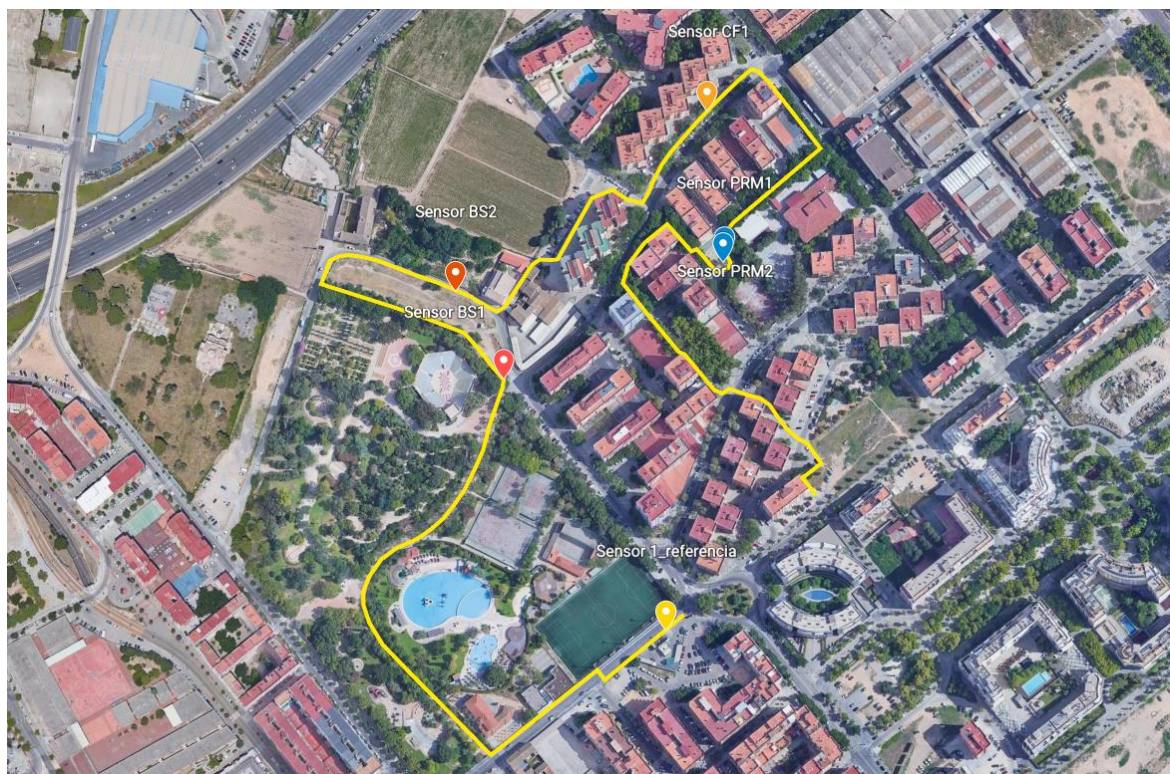 Sensor CF1
Sensor PRM1
Sensor BS2
Sensor PRM2
Sensor BS1
Sensor 1_referencia